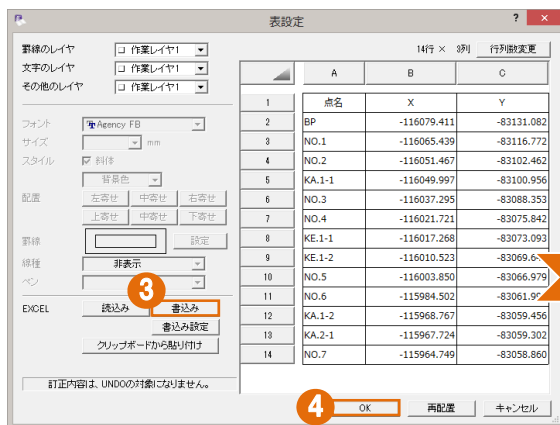 表設定
? ×
罫線のレイヤ □ 作業レイヤ1
文字のレイヤ □ 作業レイヤ1
その他のレイヤ □ 作業レイヤ1
14行 × 3列 行列数変更
A B C
1 点名 X Y
2 BP -116079.411 -83131.082
3 NO.1 -116065.439 -83116.772
4 NO.2 -116051.467 -83102.462
5 KA.1-1 -116049.997 -83100.956
6 NO.3 -116037.295 -83088.353
7 NO.4 -116021.721 -83075.842
8 KE.1-1 -116017.268 -83073.093
9 KE.1-2 -116010.523 -83069.6
10 NO.5 -116003.850 -83066.979
11 NO.6 -115984.502 -83061.99
12 KA.1-2 -115968.767 -83059.456
13 KA.2-1 -115967.724 -83059.302
14 NO.7 -115964.749 -83058.860
フォント Agency FB
サイズ mm
スタイル 斜体
背景色
配置 左寄せ 中寄せ 右寄せ
上寄せ 中寄せ 下寄せ
罫線 設定
線種 非表示
ペン
3
EXCEL 読込み 書込み
書込み設定
クリップボードから貼り付け
訂正内容は、UNDOの対象になりません。
4 OK 再配置 キャンセル